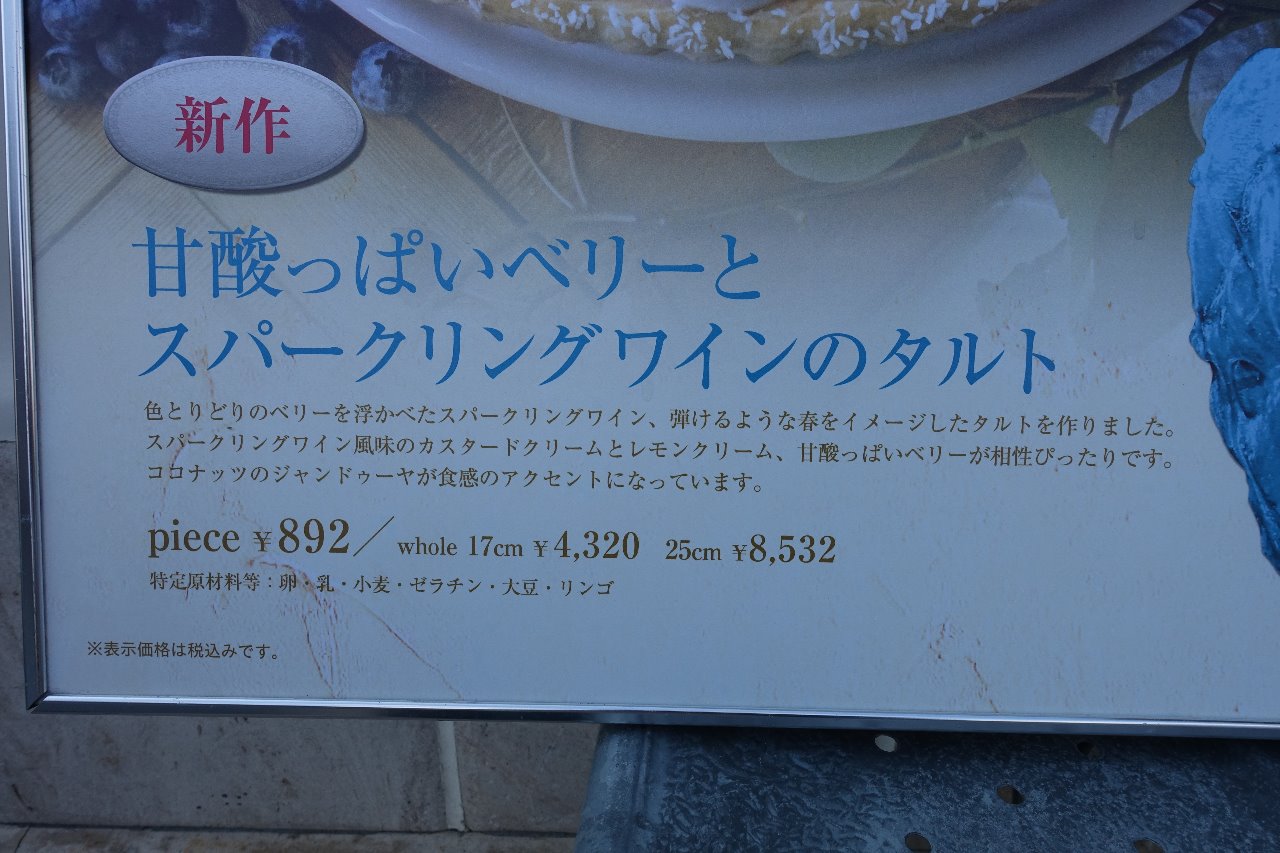 新作
甘酸っぱいベリーと
スパークリングワインのタルト
色とりどりのベリーを浮かべたスパークリングワイン、弾けるような春をイメージしたタルトを作りました。
スパークリングワイン風味のカスタードクリームとレモンクリーム、甘酸っぱいベリーが相性ぴったりです。
ココナッツのジャンドゥーヤが食感のアクセントになっています。
piece ¥892／ whole 17cm ¥4,320 25cm ¥8,532
特定原材料等：卵・乳・小麦・ゼラチン・大豆・リンゴ
※表示価格は税込みです。